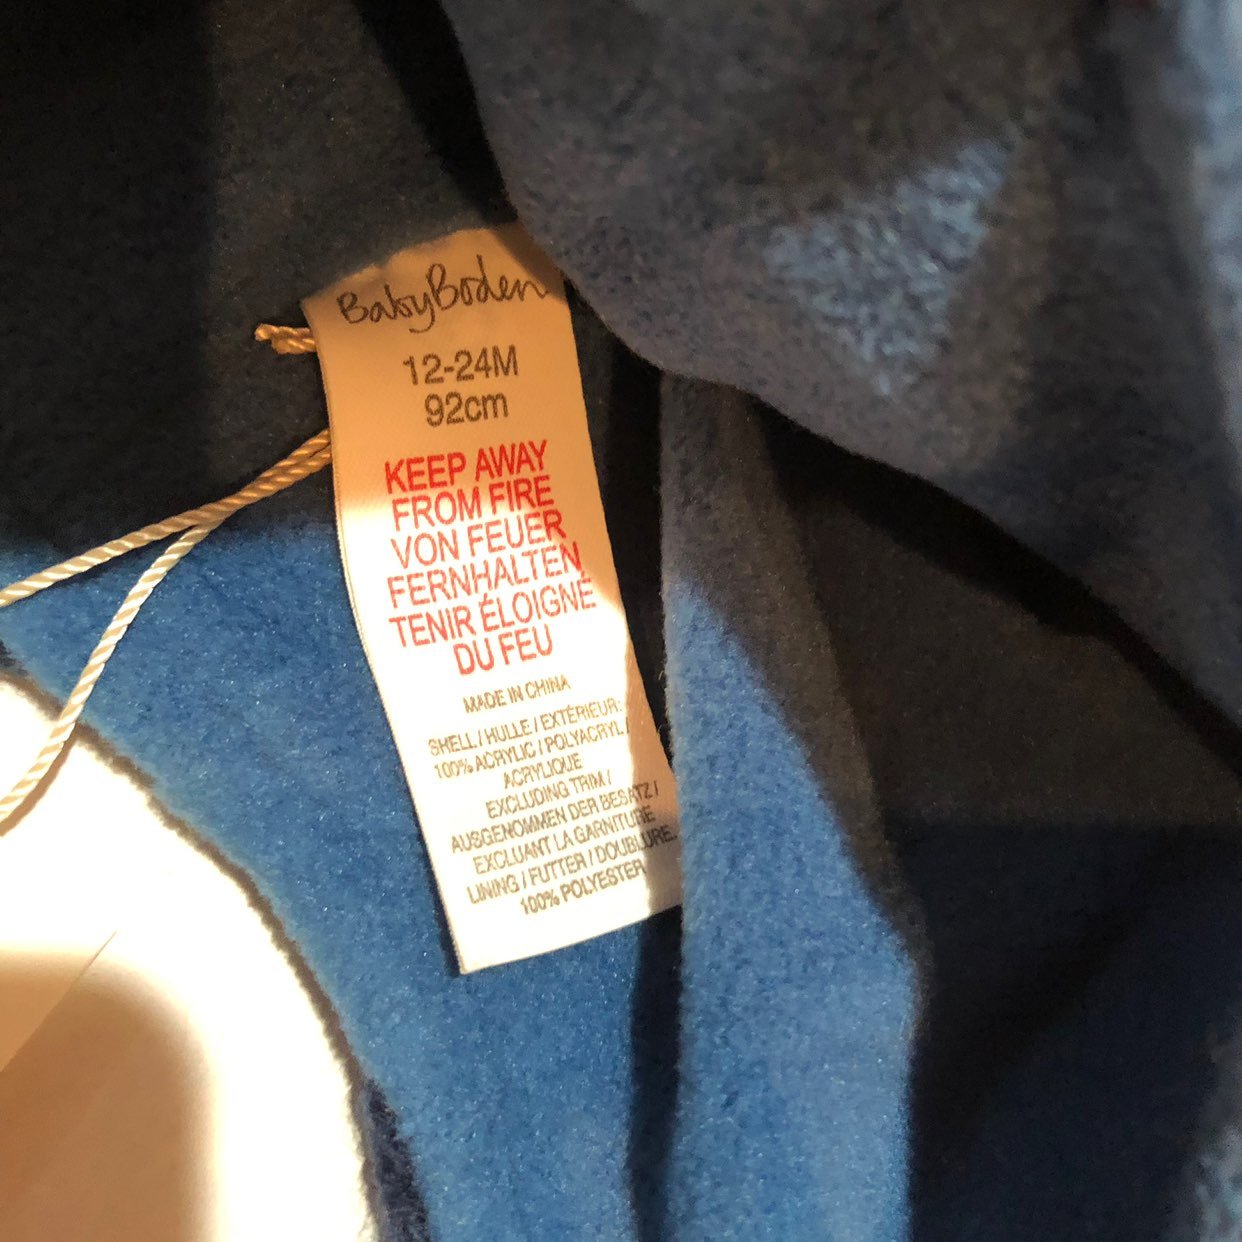 BabyBoden
12-24M
92cm
KEEP AWAY
FROM FIRE
VON FEUER
FERNHALTEN
TENIR ÉLOIGNÉ
DU FEU
MADE IN CHINA
SHELL / HULLE / EXTÉRIEUR:
100% ACRYLIC / POLYACRYL /
ACRYLIQUE
EXCLUDING TRIM /
AUSGENOMMEN DER BESATZ /
EXCLUANT LA GARNITURE
LINING / FUTTER / DOUBLURE:
100% POLYESTER